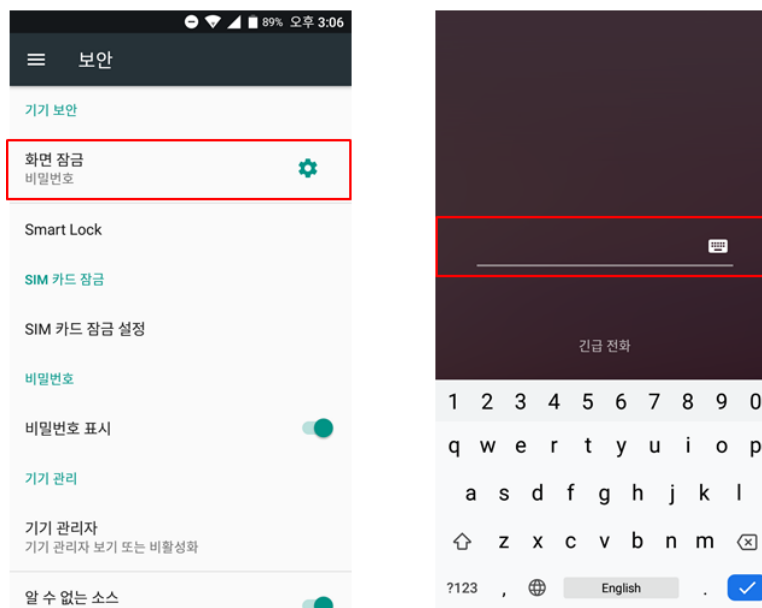 89% 오후 3:06
보안
기기 보안
화면 잠금
비밀번호
Smart Lock
SIM 카드 잠금
SIM 카드 잠금 설정
비밀번호
비밀번호 표시
기기 관리
기기 관리자
기기 관리자 보기 또는 비활성화
알 수 없는 소스
긴급 전화
1 2 3 4 5 6 7 8 9 0
q w e r t y u i o p
a s d f g h j k l
z x c v b n m
?123 , English .